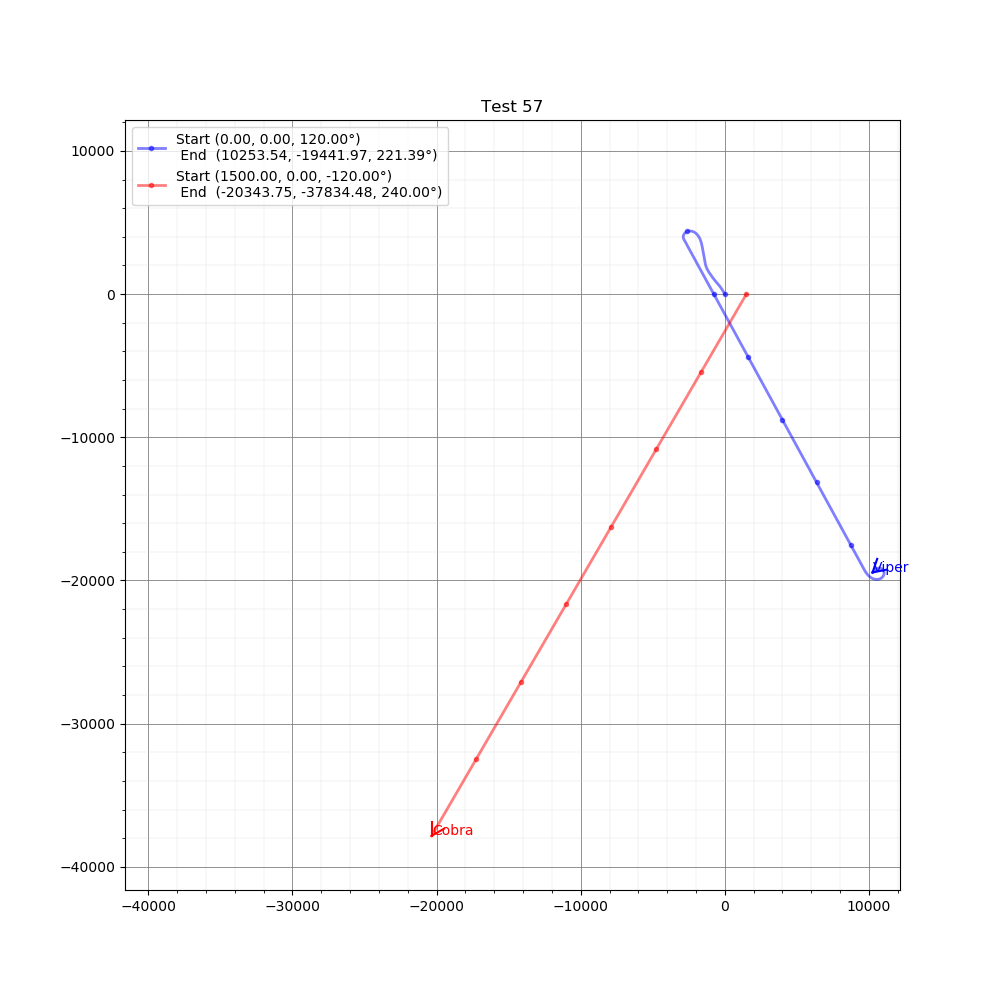 Test 57
Start (0.00, 0.00, 120.00°)
End  (10253.54, -19441.97, 221.39°)
Start (1500.00, 0.00, -120.00°)
End  (-20343.75, -37834.48, 240.00°)
10000
0
−10000
−20000
−30000
−40000
Viper
Cobra
−40000
−30000
−20000
−10000
0
10000